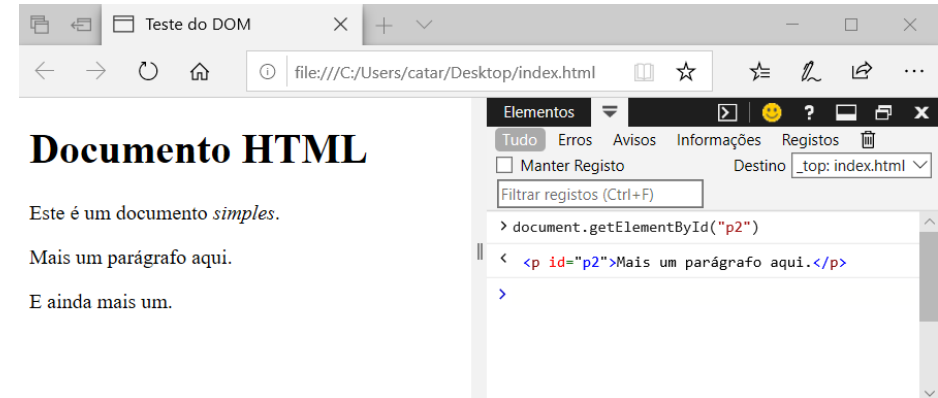 Teste do DOM
file:///C:/Users/catar/Desktop/index.html
Documento HTML
Este é um documento simples.
Mais um parágrafo aqui.
E ainda mais um.
Elementos
?
Tudo Erros Avisos Informações Registos
Manter Registo Destino _top: index.html
Filtrar registos (Ctrl+F)
> document.getElementById("p2")
< <p id="p2">Mais um parágrafo aqui.</p>
>